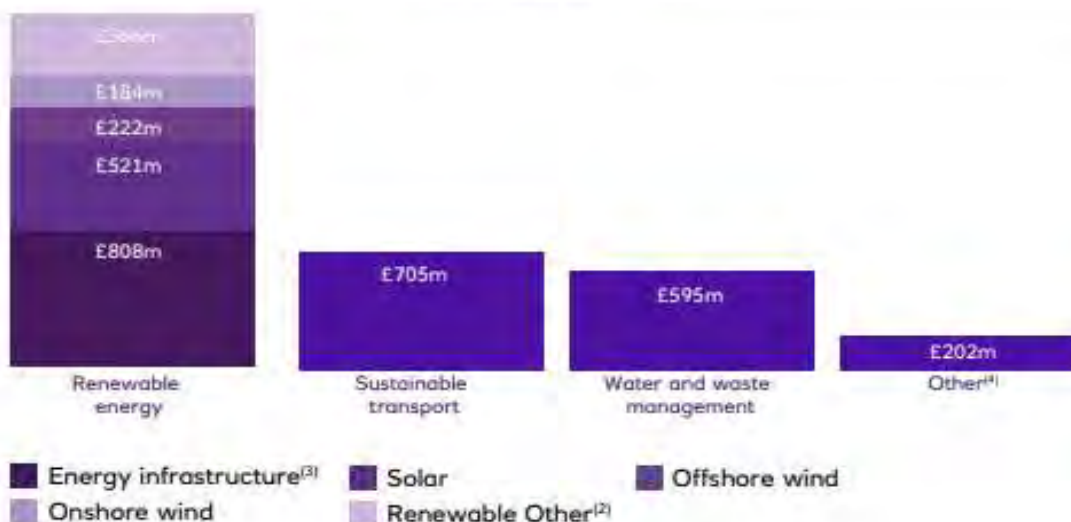 £184m
£222m
£521m
£808m
£705m
£595m
£202m
Renewable
energy
Sustainable
transport
Water and waste
management
Other⁽⁴⁾
Energy infrastructure⁽³⁾
Solar
Offshore wind
Onshore wind
Renewable Other⁽²⁾